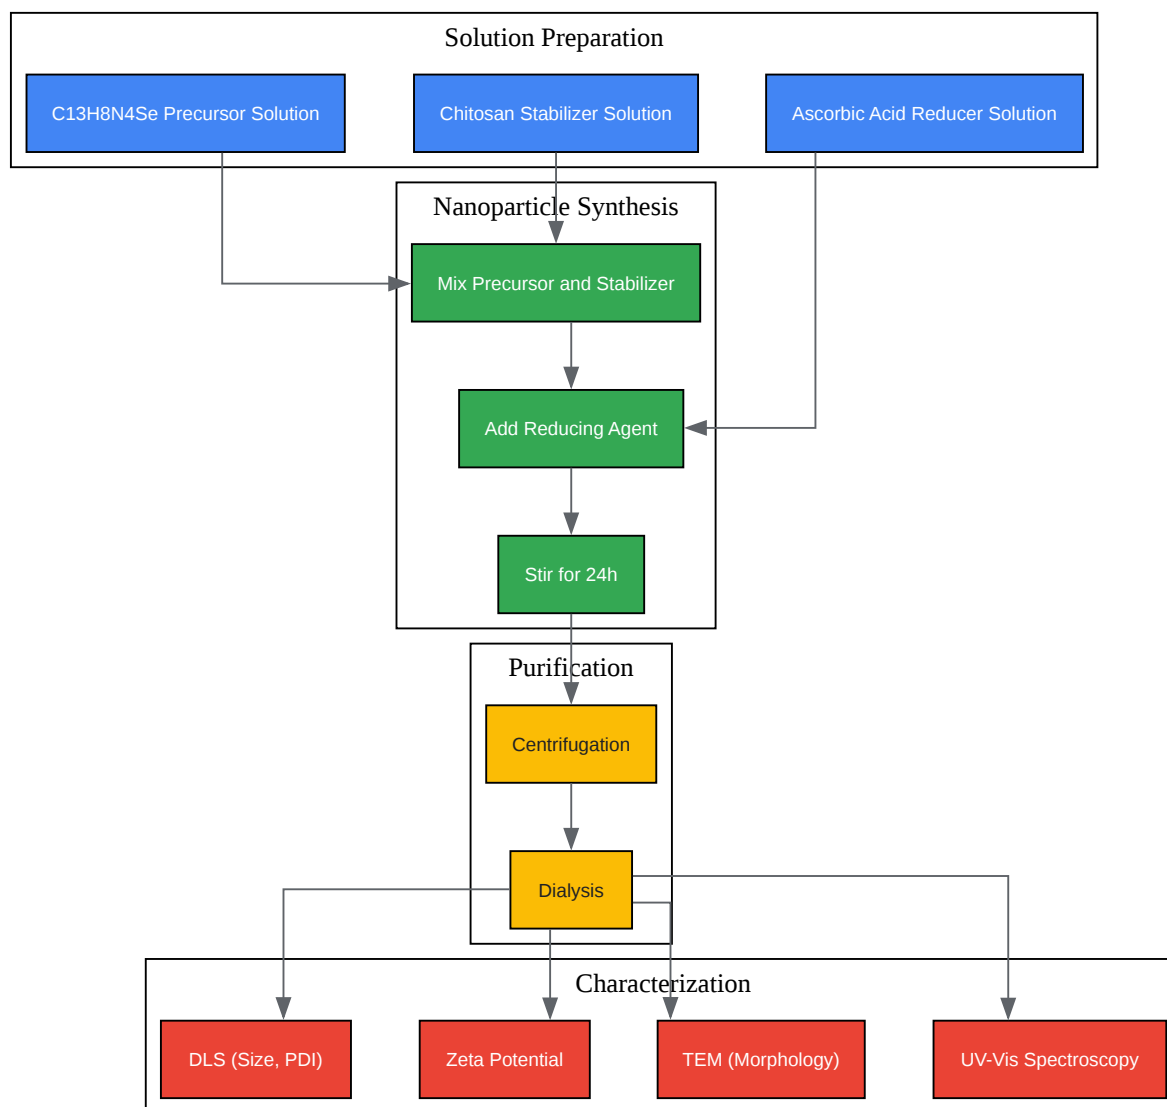 Solution Preparation
C13H8N4Se Precursor Solution
Chitosan Stabilizer Solution
Ascorbic Acid Reducer Solution
Nanoparticle Synthesis
Mix Precursor and Stabilizer
Add Reducing Agent
Stir for 24h
Purification
Centrifugation
Dialysis
Characterization
DLS (Size, PDI)
Zeta Potential
TEM (Morphology)
UV-Vis Spectroscopy